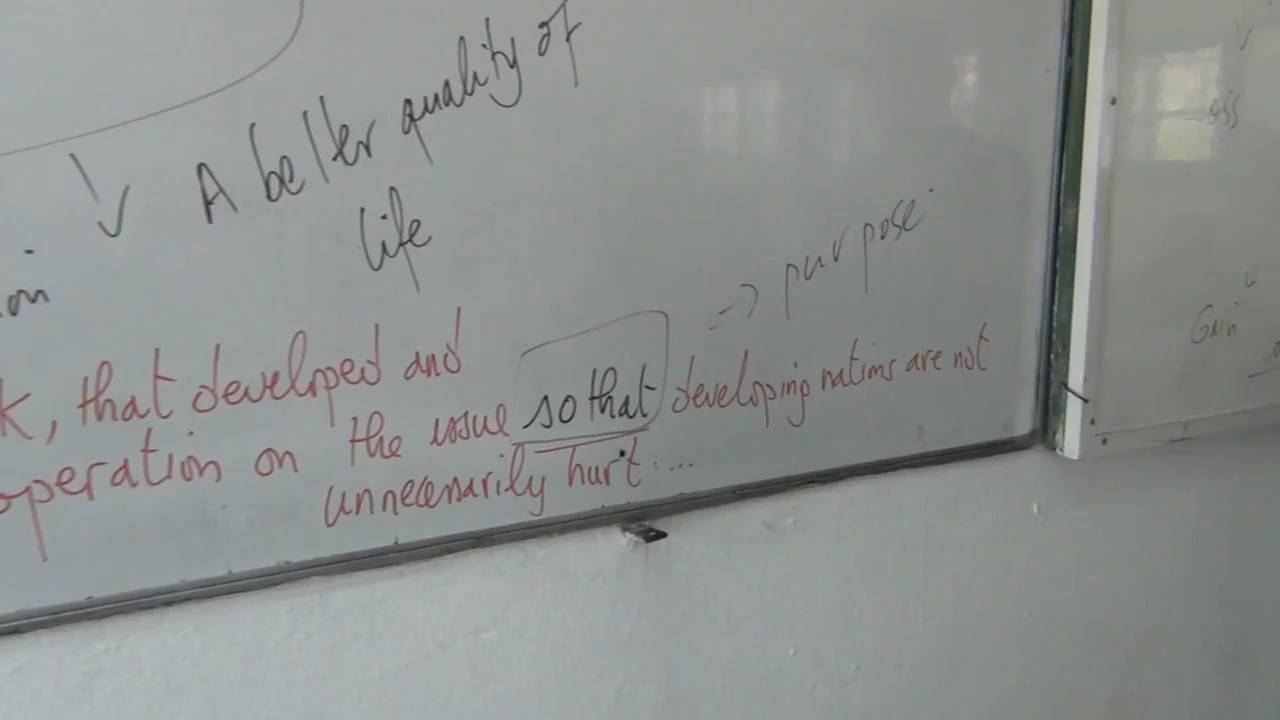 A better quality of
life
on
=> purpose.
k, that developed and
operation on the issue so that developing nations are not
unnecessarily hurt....
Gain